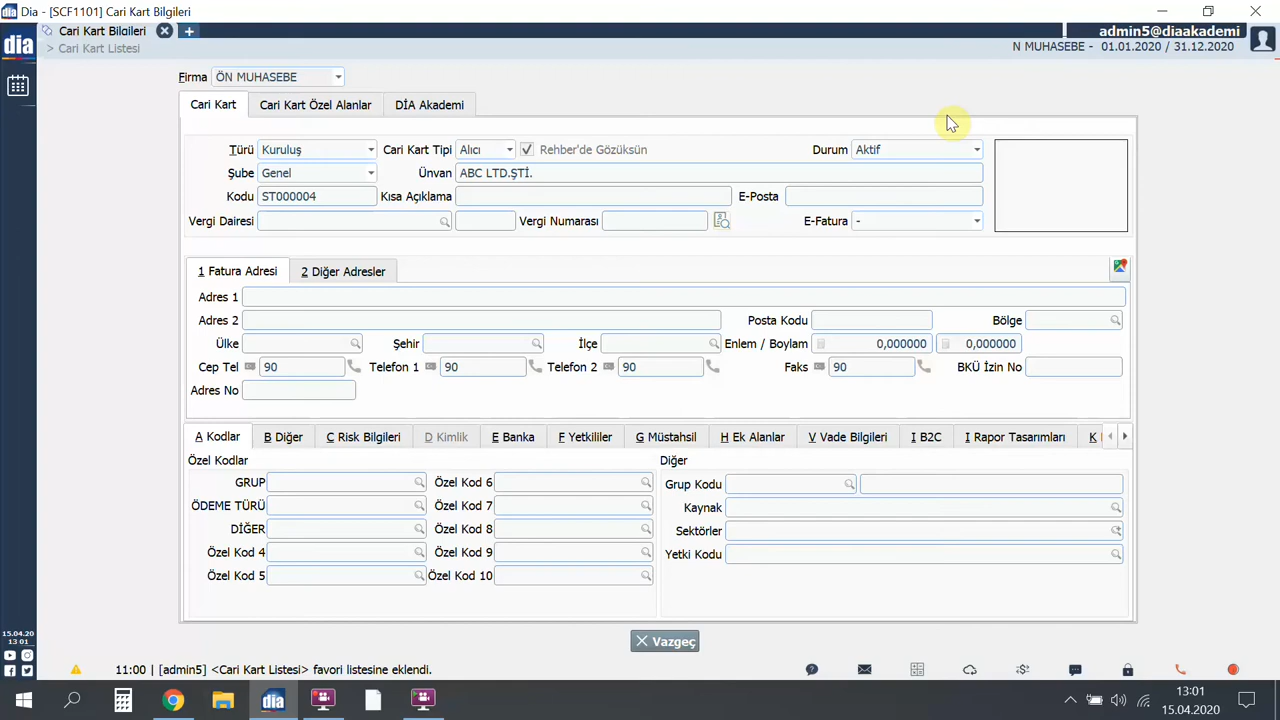 Dia - [SCF1101] Cari Kart Bilgileri
dia
Cari Kart Bilgileri
admin5@diaakademi
> Cari Kart Listesi
N MUHASEBE - 01.01.2020 / 31.12.2020
Firma ÖN MUHASEBE
Cari Kart Cari Kart Özel Alanlar DİA Akademi
Türü Kuruluş Cari Kart Tipi Alıcı Rehber'de Gözüksün Durum Aktif
Şube Genel Ünvan ABC LTD.ŞTİ.
Kodu ST000004 Kısa Açıklama E-Posta
Vergi Dairesi Vergi Numarası E-Fatura -
1 Fatura Adresi 2 Diğer Adresler
Adres 1
Adres 2 Posta Kodu Bölge
Ülke Şehir İlçe Enlem / Boylam 0,000000 0,000000
Cep Tel 90 Telefon 1 90 Telefon 2 90 Faks 90 BKÜ İzin No
Adres No
A Kodlar B Diğer C Risk Bilgileri D Kimlik E Banka F Yetkililer G Müstahsil H Ek Alanlar V Vade Bilgileri I B2C I Rapor Tasarımları K
Özel Kodlar Diğer
GRUP Özel Kod 6 Grup Kodu
ÖDEME TÜRÜ Özel Kod 7 Kaynak
DİĞER Özel Kod 8 Sektörler
Özel Kod 4 Özel Kod 9 Yetki Kodu
Özel Kod 5 Özel Kod 10
Vazgeç
15.04.20
13 01
11:00 | [admin5] <Cari Kart Listesi> favori listesine eklendi.
dia
13:01
15.04.2020